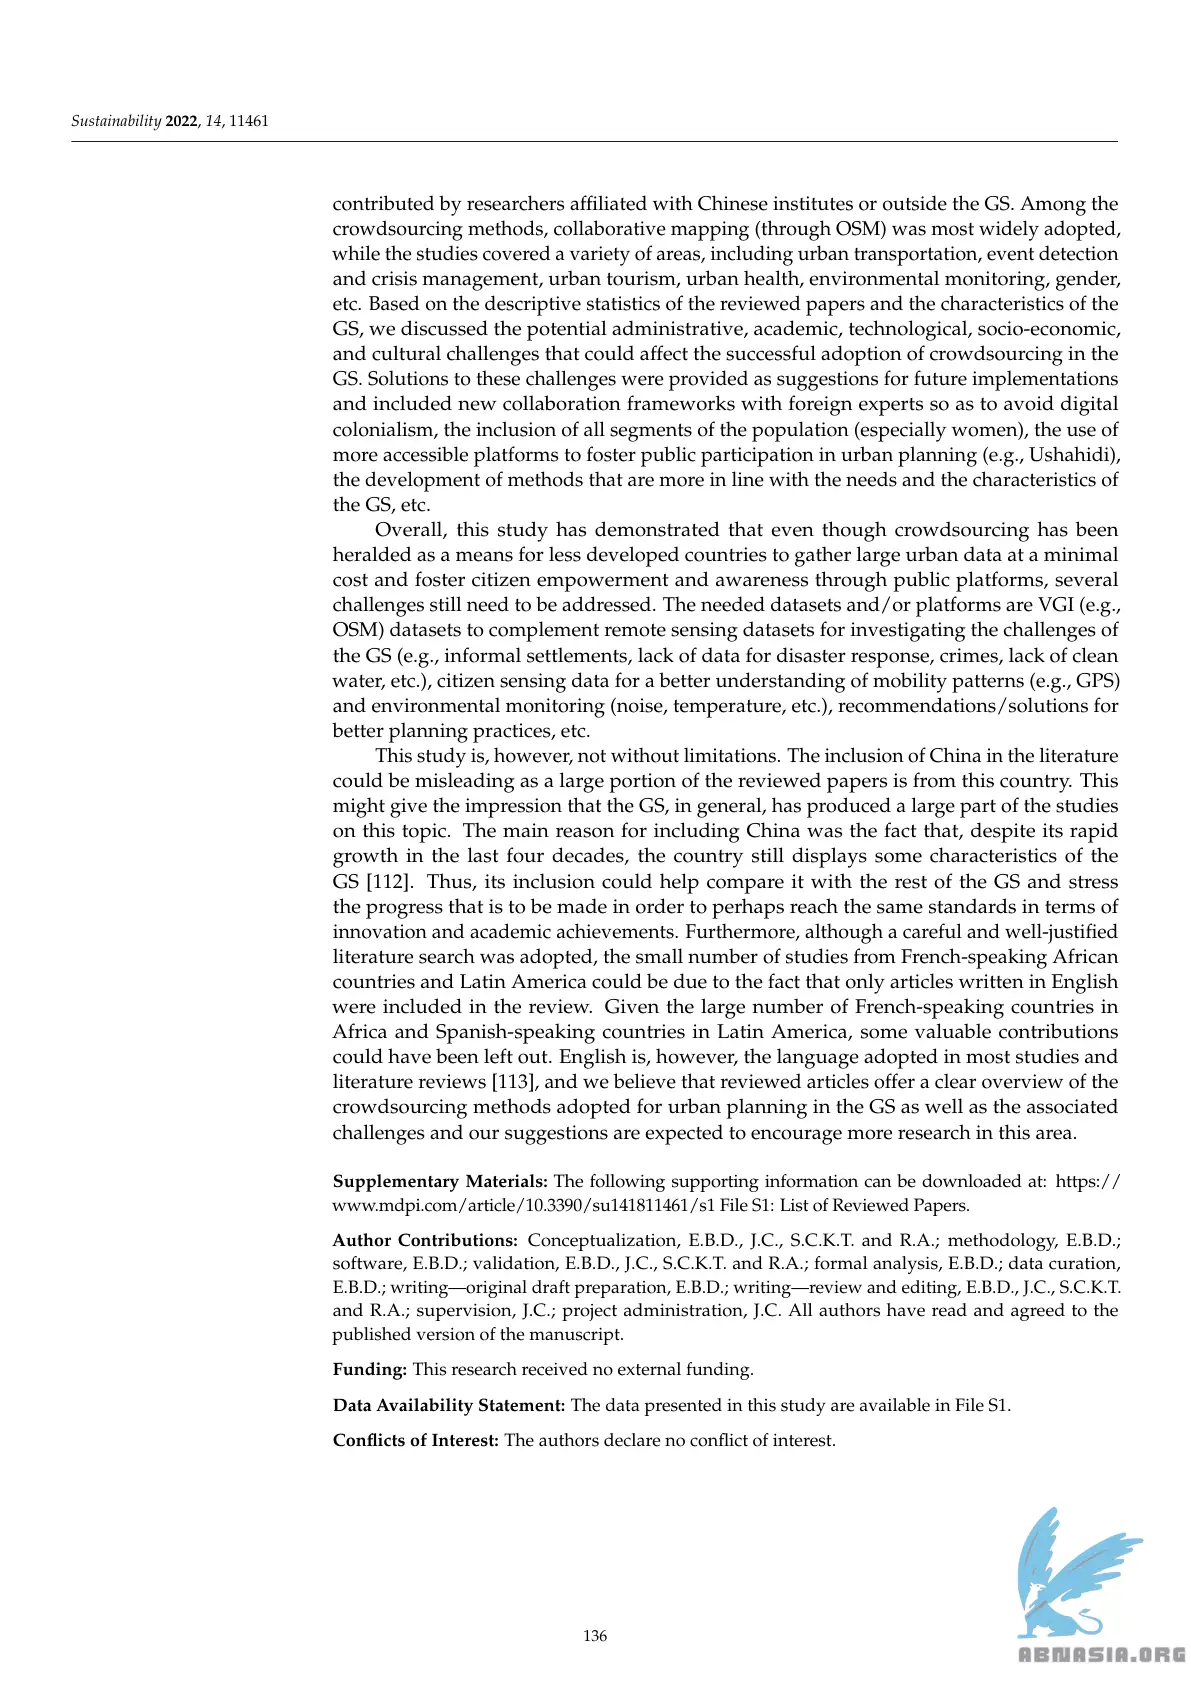 Sustainability 2022, 14, 11461
contributed by researchers affiliated with Chinese institutes or outside the GS. Among the
crowdsourcing methods, collaborative mapping (through OSM) was most widely adopted,
while the studies covered a variety of areas, including urban transportation, event detection
and crisis management, urban tourism, urban health, environmental monitoring, gender,
etc. Based on the descriptive statistics of the reviewed papers and the characteristics of the
GS, we discussed the potential administrative, academic, technological, socio-economic,
and cultural challenges that could affect the successful adoption of crowdsourcing in the
GS. Solutions to these challenges were provided as suggestions for future implementations
and included new collaboration frameworks with foreign experts so as to avoid digital
colonialism, the inclusion of all segments of the population (especially women), the use of
more accessible platforms to foster public participation in urban planning (e.g., Ushahidi),
the development of methods that are more in line with the needs and the characteristics of
the GS, etc.
Overall, this study has demonstrated that even though crowdsourcing has been
heralded as a means for less developed countries to gather large urban data at a minimal
cost and foster citizen empowerment and awareness through public platforms, several
challenges still need to be addressed. The needed datasets and/or platforms are VGI (e.g.,
OSM) datasets to complement remote sensing datasets for investigating the challenges of
the GS (e.g., informal settlements, lack of data for disaster response, crimes, lack of clean
water, etc.), citizen sensing data for a better understanding of mobility patterns (e.g., GPS)
and environmental monitoring (noise, temperature, etc.), recommendations/solutions for
better planning practices, etc.
This study is, however, not without limitations. The inclusion of China in the literature
could be misleading as a large portion of the reviewed papers is from this country. This
might give the impression that the GS, in general, has produced a large part of the studies
on this topic. The main reason for including China was the fact that, despite its rapid
growth in the last four decades, the country still displays some characteristics of the
GS [112]. Thus, its inclusion could help compare it with the rest of the GS and stress
the progress that is to be made in order to perhaps reach the same standards in terms of
innovation and academic achievements. Furthermore, although a careful and well-justified
literature search was adopted, the small number of studies from French-speaking African
countries and Latin America could be due to the fact that only articles written in English
were included in the review. Given the large number of French-speaking countries in
Africa and Spanish-speaking countries in Latin America, some valuable contributions
could have been left out. English is, however, the language adopted in most studies and
literature reviews [113], and we believe that reviewed articles offer a clear overview of the
crowdsourcing methods adopted for urban planning in the GS as well as the associated
challenges and our suggestions are expected to encourage more research in this area.
Supplementary Materials: The following supporting information can be downloaded at: https://
www.mdpi.com/article/10.3390/su141811461/s1 File S1: List of Reviewed Papers.
Author Contributions: Conceptualization, E.B.D., J.C., S.C.K.T. and R.A.; methodology, E.B.D.;
software, E.B.D.; validation, E.B.D., J.C., S.C.K.T. and R.A.; formal analysis, E.B.D.; data curation,
E.B.D.; writing—original draft preparation, E.B.D.; writing—review and editing, E.B.D., J.C., S.C.K.T.
and R.A.; supervision, J.C.; project administration, J.C. All authors have read and agreed to the
published version of the manuscript.
Funding: This research received no external funding.
Data Availability Statement: The data presented in this study are available in File S1.
Conflicts of Interest: The authors declare no conflict of interest.
136
ABNASIA.ORG